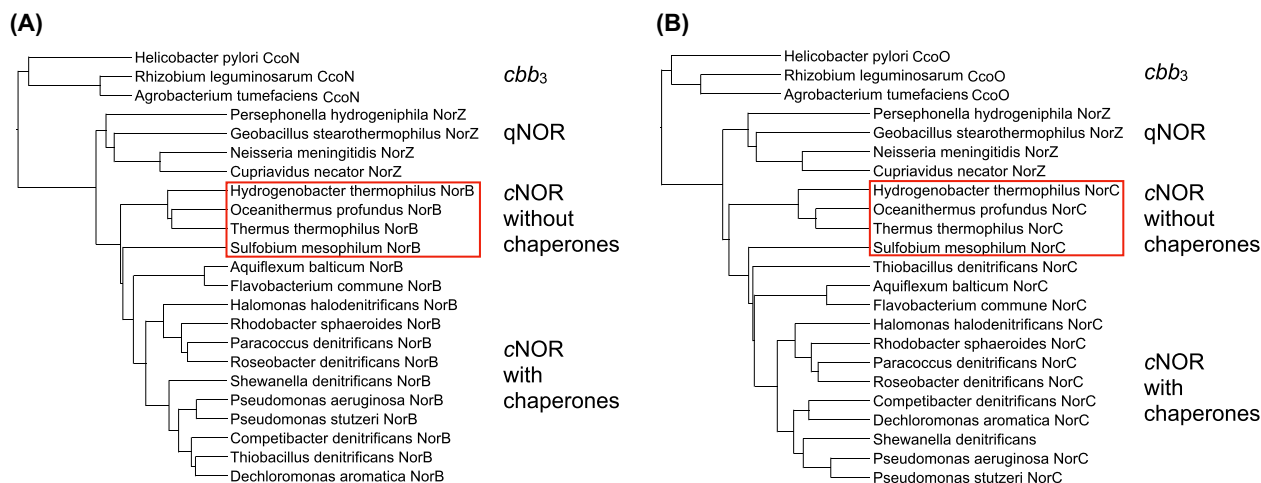 (A)
Helicobacter pylori CcoN
Rhizobium leguminosarum CcoN
Agrobacterium tumefaciens CcoN
cbb₃
Persephonella hydrogeniphila NorZ
Geobacillus stearothermophilus NorZ
Neisseria meningitidis NorZ
Cupriavidus necator NorZ
qNOR
Hydrogenobacter thermophilus NorB
Oceanithermus profundus NorB
Thermus thermophilus NorB
Sulfobium mesophilum NorB
cNOR
without
chaperones
Aquiflexum balticum NorB
Flavobacterium commune NorB
Halomonas halodenitrificans NorB
Rhodobacter sphaeroides NorB
Paracoccus denitrificans NorB
Roseobacter denitrificans NorB
Shewanella denitrificans NorB
Pseudomonas aeruginosa NorB
Pseudomonas stutzeri NorB
Competibacter denitrificans NorB
Thiobacillus denitrificans NorB
Dechloromonas aromatica NorB
cNOR
with
chaperones
(B)
Helicobacter pylori CcoO
Rhizobium leguminosarum CcoO
Agrobacterium tumefaciens CcoO
cbb₃
Persephonella hydrogeniphila NorZ
Geobacillus stearothermophilus NorZ
Neisseria meningitidis NorZ
Cupriavidus necator NorZ
qNOR
Hydrogenobacter thermophilus NorC
Oceanithermus profundus NorC
Thermus thermophilus NorC
Sulfobium mesophilum NorC
cNOR
without
chaperones
Thiobacillus denitrificans NorC
Aquiflexum balticum NorC
Flavobacterium commune NorC
Halomonas halodenitrificans NorC
Rhodobacter sphaeroides NorC
Paracoccus denitrificans NorC
Roseobacter denitrificans NorC
Competibacter denitrificans NorC
Dechloromonas aromatica NorC
Shewanella denitrificans
Pseudomonas aeruginosa NorC
Pseudomonas stutzeri NorC
cNOR
with
chaperones